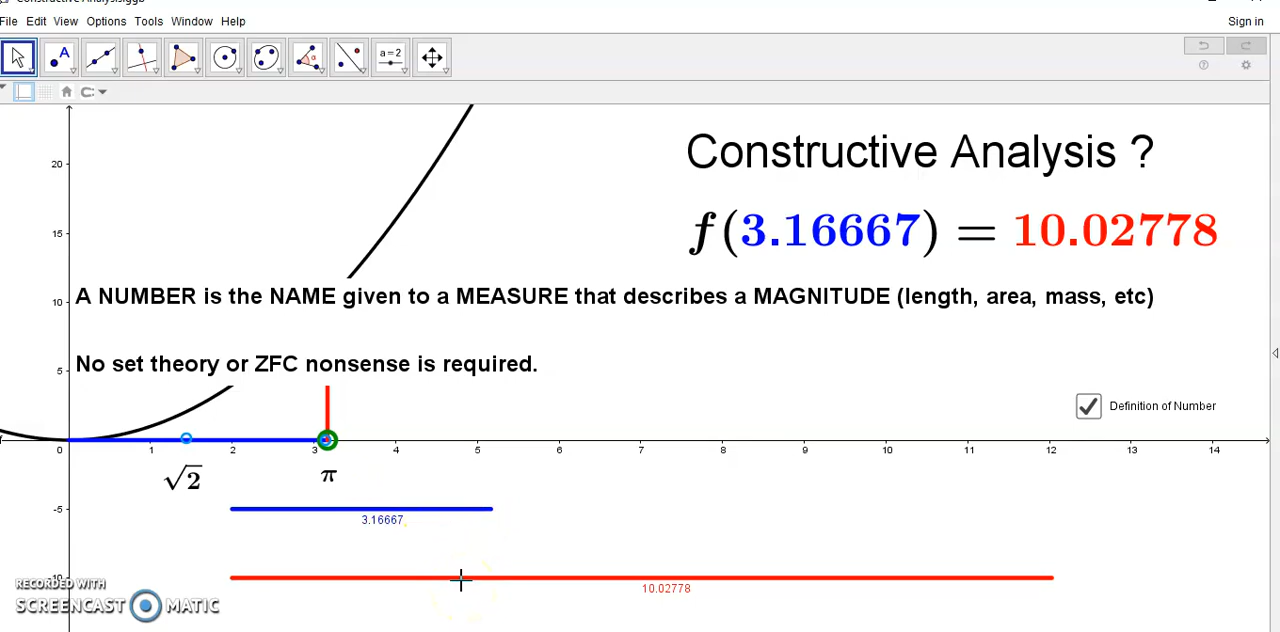 Constructive Analysis.ggb
File Edit View Options Tools Window Help
Sign in
A
a=2
Constructive Analysis ?
f(3.16667) = 10.02778
20
15
10
A NUMBER is the NAME given to a MEASURE that describes a MAGNITUDE (length, area, mass, etc)
5
No set theory or ZFC nonsense is required.
Definition of Number
0 1 2 3 4 5 6 7 8 9 10 11 12 13 14
√2 π
-5
3.16667
10.02778
RECORDED WITH
SCREENCAST MATIC